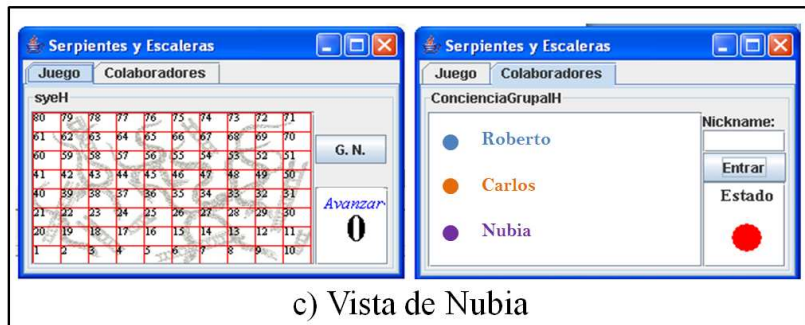 Serpientes y Escaleras
Juego Colaboradores
syeH
80 79 78 77 76 75 74 73 72 71
61 62 63 64 65 66 67 68 69 70
60 59 58 57 56 55 54 53 52 51
41 42 43 44 45 46 47 48 49 50
40 39 38 37 36 35 34 33 32 31
21 22 23 24 25 26 27 28 29 30
20 19 18 17 16 15 14 13 12 11
1 2 3 4 5 6 7 8 9 10
G. N.
Avanzar
0
Serpientes y Escaleras
Juego Colaboradores
ConcienciaGrupalH
Roberto
Carlos
Nubia
Nickname:
Entrar
Estado
c) Vista de Nubia